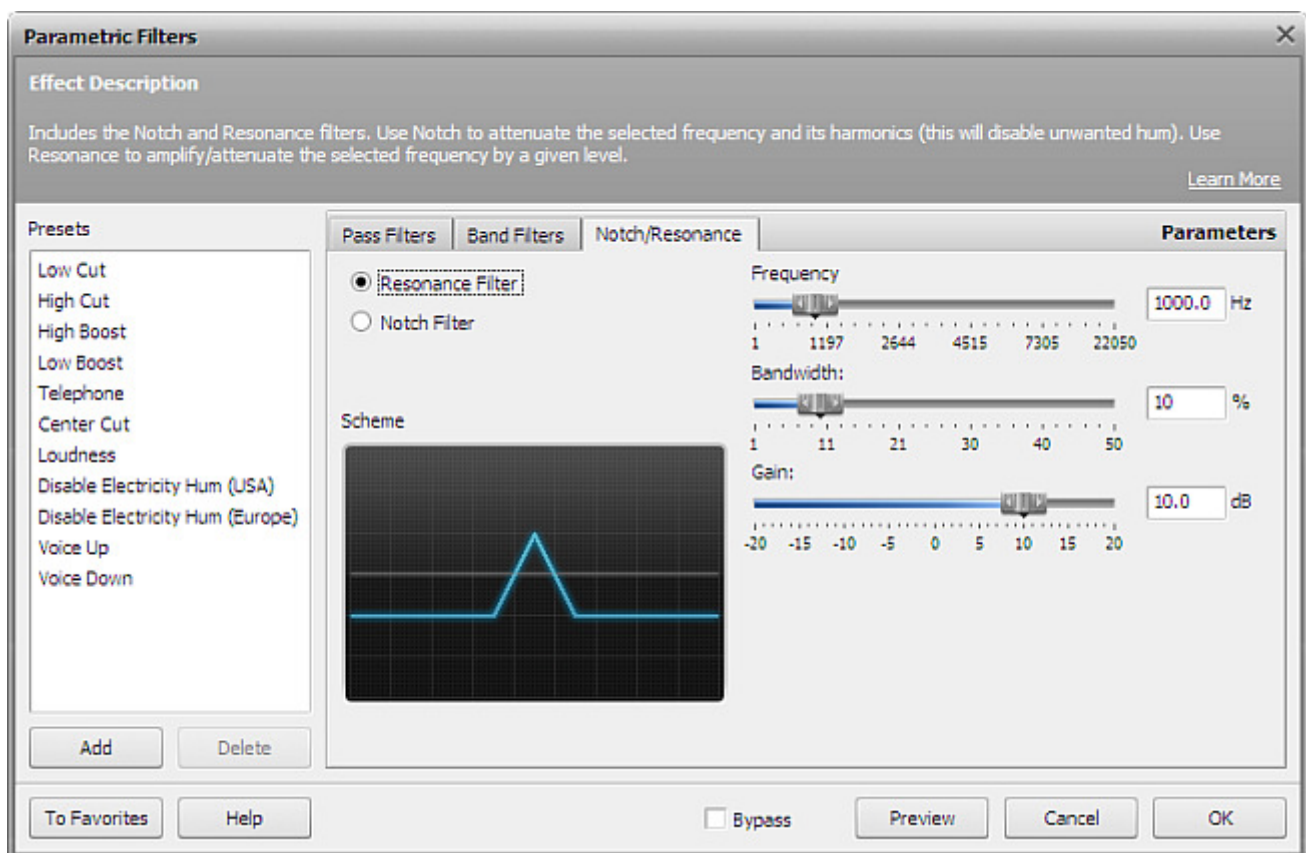 Parametric Filters
Effect Description
Includes the Notch and Resonance filters. Use Notch to attenuate the selected frequency and its harmonics (this will disable unwanted hum). Use
Resonance to amplify/attenuate the selected frequency by a given level.
Learn More
Presets
Low Cut
High Cut
High Boost
Low Boost
Telephone
Center Cut
Loudness
Disable Electricity Hum (USA)
Disable Electricity Hum (Europe)
Voice Up
Voice Down
Add Delete
Pass Filters Band Filters Notch/Resonance Parameters
Resonance Filter
Notch Filter
Scheme
Frequency
1000.0 Hz
1 1197 2644 4515 7305 22050
Bandwidth:
10 %
1 11 21 30 40 50
Gain:
10.0 dB
-20 -15 -10 -5 0 5 10 15 20
To Favorites Help Bypass Preview Cancel OK